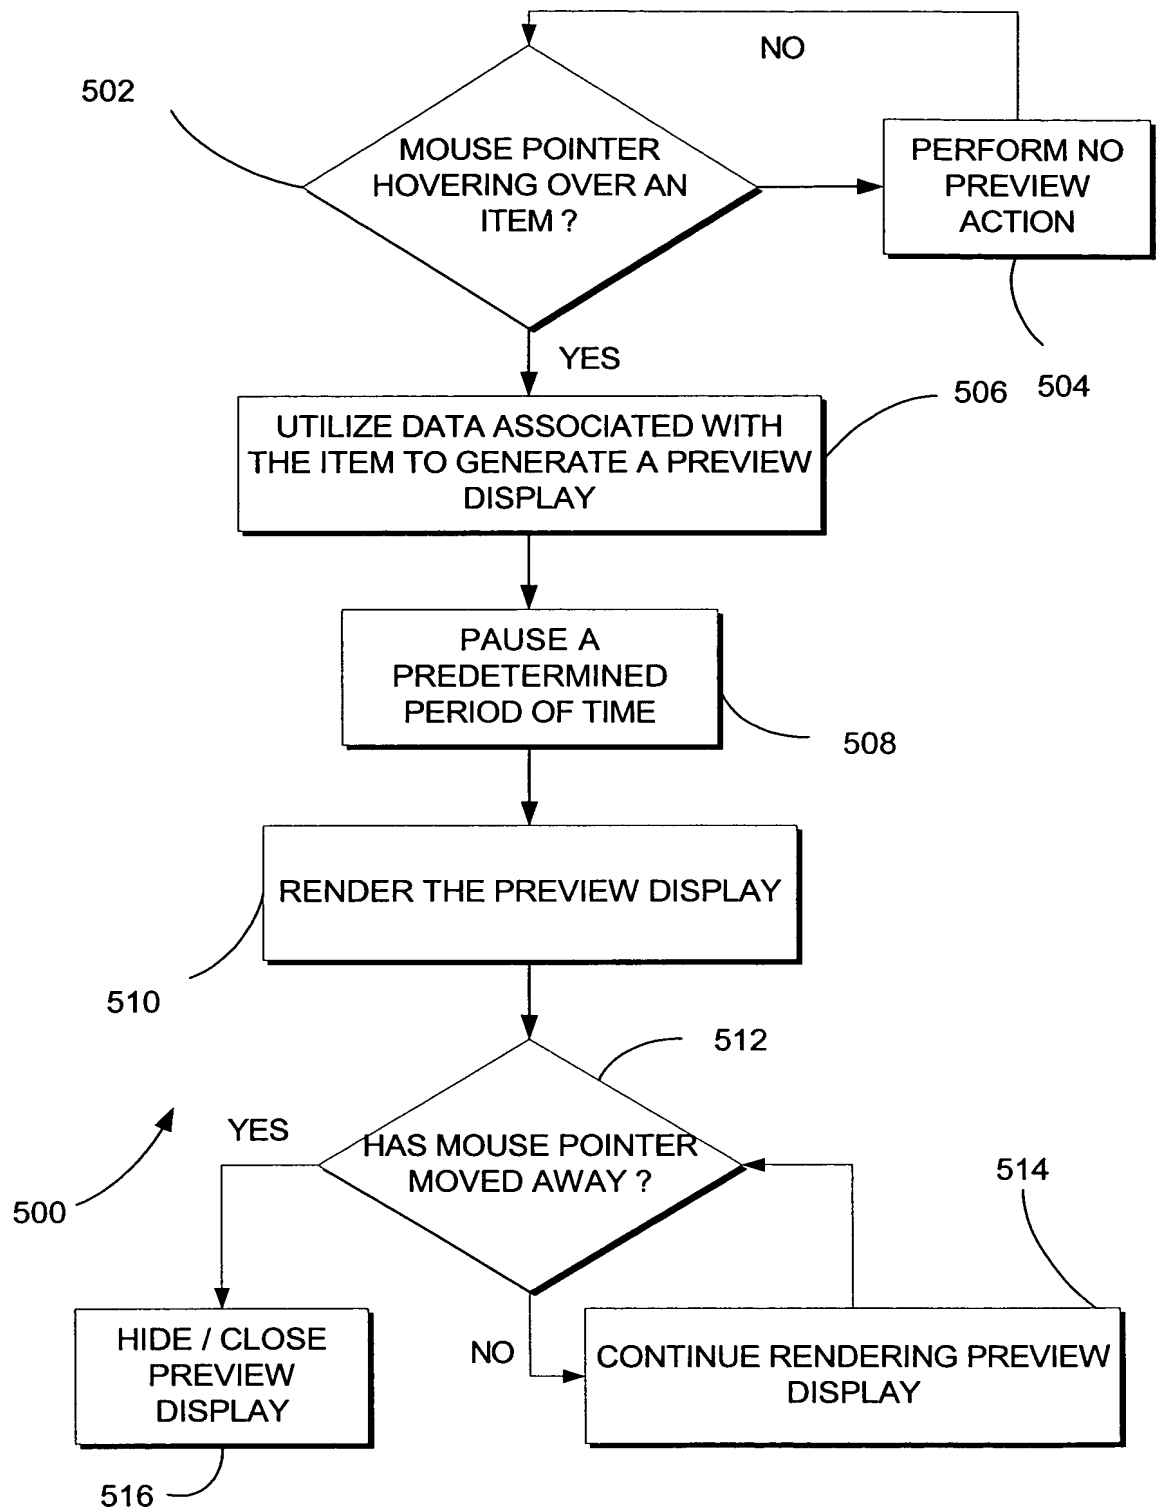 NO
502
MOUSE POINTER
HOVERING OVER AN
ITEM ?
PERFORM NO
PREVIEW
ACTION
YES
504
506
UTILIZE DATA ASSOCIATED WITH
THE ITEM TO GENERATE A PREVIEW
DISPLAY
PAUSE A
PREDETERMINED
PERIOD OF TIME
508
RENDER THE PREVIEW DISPLAY
510
512
YES
HAS MOUSE POINTER
MOVED AWAY ?
514
500
NO
HIDE / CLOSE
PREVIEW
DISPLAY
CONTINUE RENDERING PREVIEW
DISPLAY
516